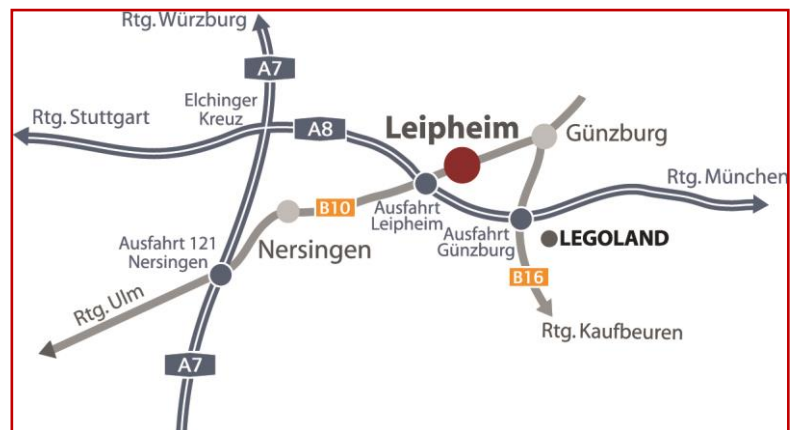 Rtg. Würzburg
A7
Elchinger
Kreuz
Rtg. Stuttgart
A8
Leipheim
Günzburg
Rtg. München
B10
Ausfahrt
Leipheim
Ausfahrt
Günzburg
LEGOLAND
Nersingen
Ausfahrt 121
Nersingen
B16
Rtg. Ulm
Rtg. Kaufbeuren
A7